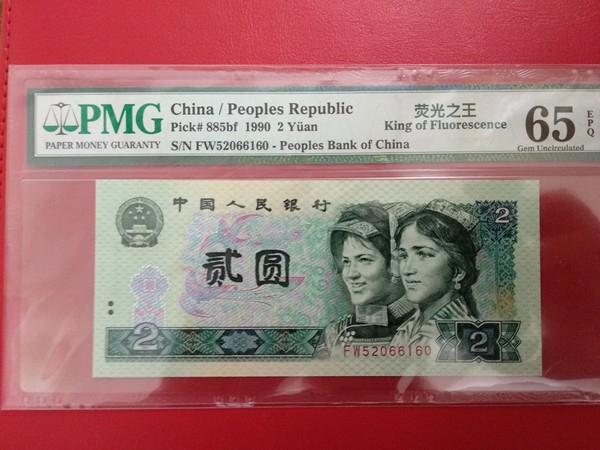 PMG
PAPER MONEY GUARANTY
China / Peoples Republic
Pick# 885bf 1990 2 Yüan
S/N FW52066160 - Peoples Bank of China
荧光之王
King of Fluorescence
65 EPQ
Gem Uncirculated
中国人民银行
贰圆
2
2
FW52066160
2